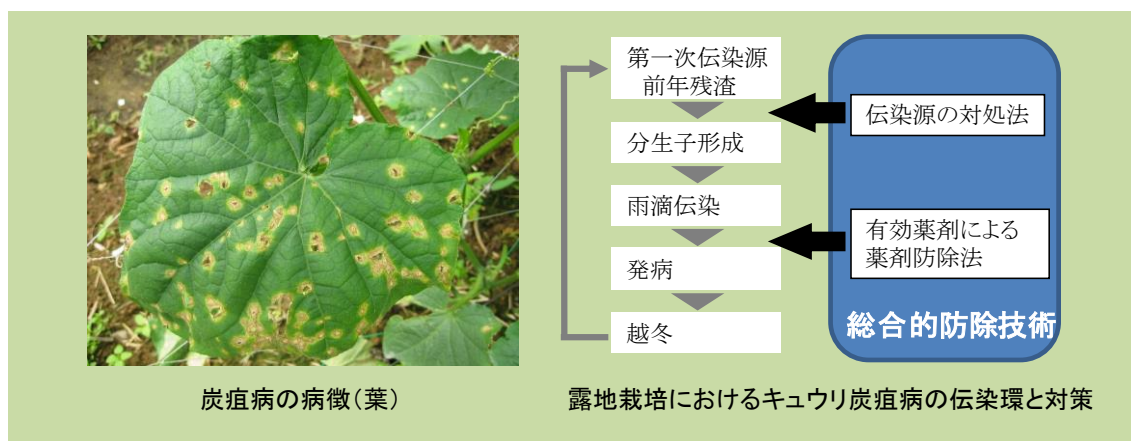 第一次伝染源
前年残渣
分生子形成
雨滴伝染
発病
越冬
伝染源の対処法
有効薬剤による
薬剤防除法
総合的防除技術
炭疽病の病徴(葉)
露地栽培におけるキュウリ炭疽病の伝染環と対策